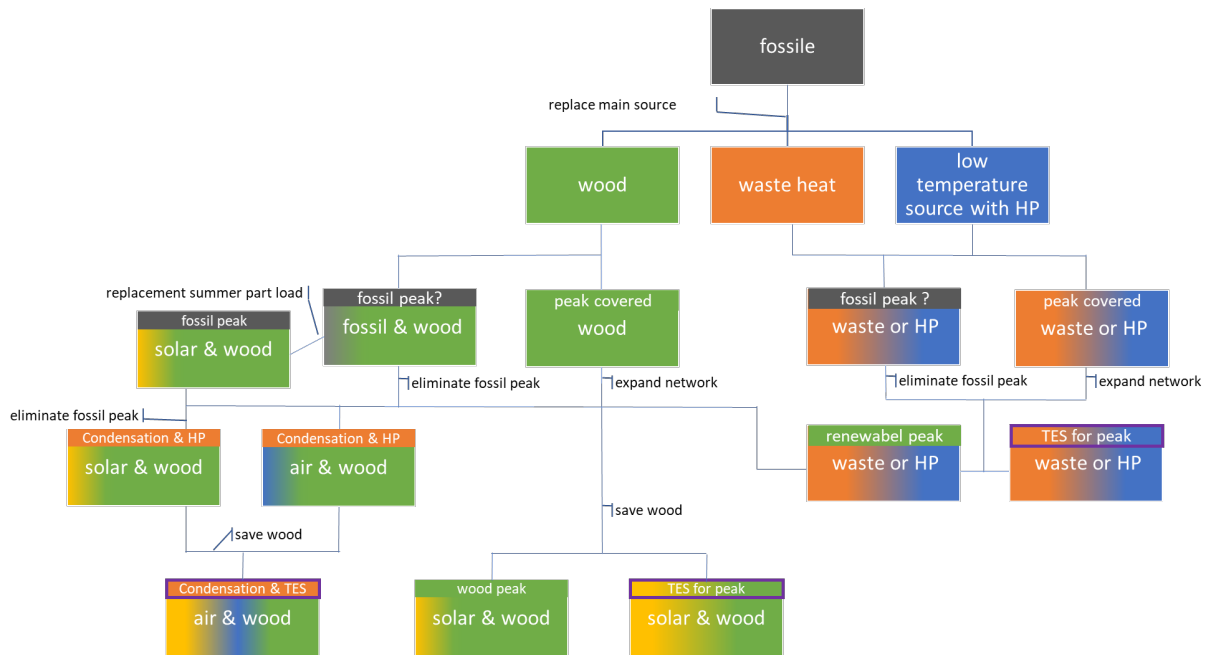 fossile
replace main source
wood
waste heat
low
temperature
source with HP
replacement summer part load
fossil peak
solar & wood
fossil peak?
fossil & wood
peak covered
wood
fossil peak ?
waste or HP
peak covered
waste or HP
eliminate fossil peak
expand network
eliminate fossil peak
expand network
eliminate fossil peak
Condensation & HP
solar & wood
Condensation & HP
air & wood
renewabel peak
waste or HP
TES for peak
waste or HP
save wood
save wood
Condensation & TES
air & wood
wood peak
solar & wood
TES for peak
solar & wood